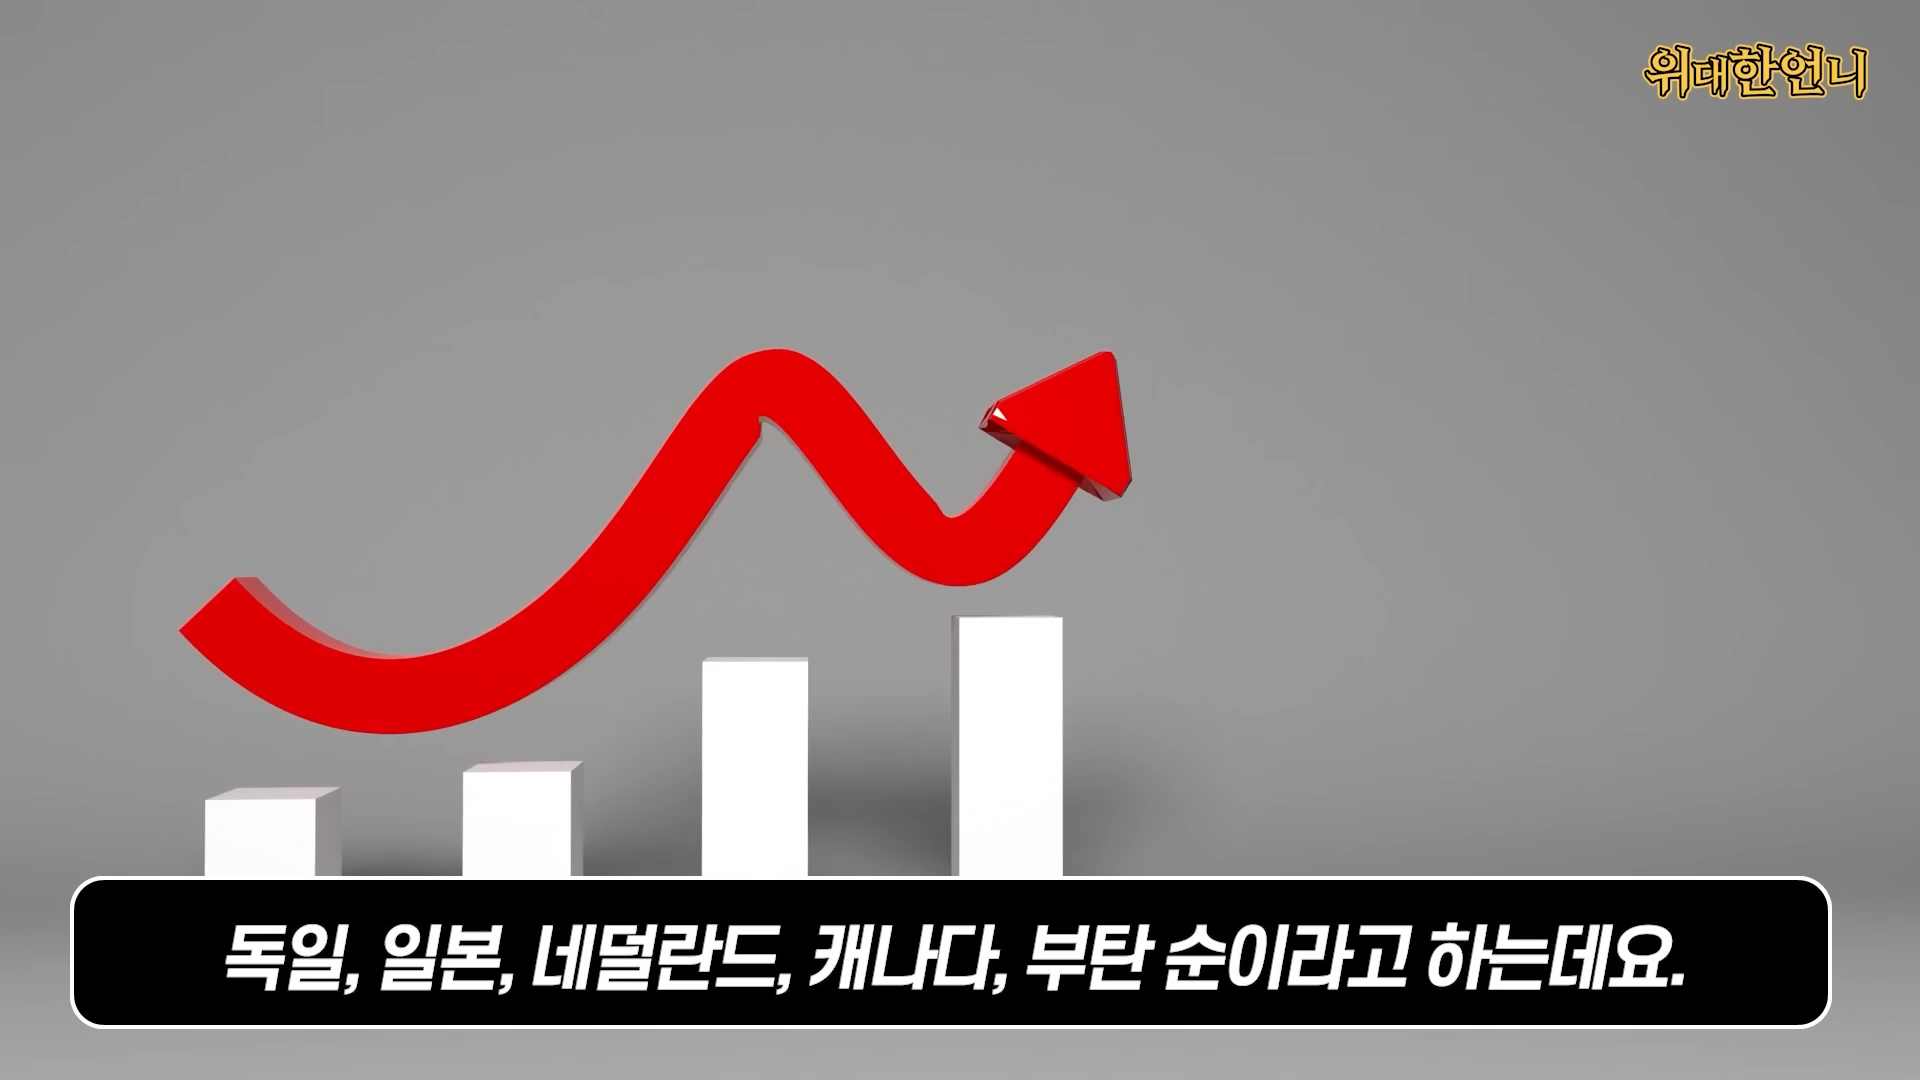 위대한언니
독일, 일본, 네덜란드, 캐나다, 부탄 순이라고 하는데요.